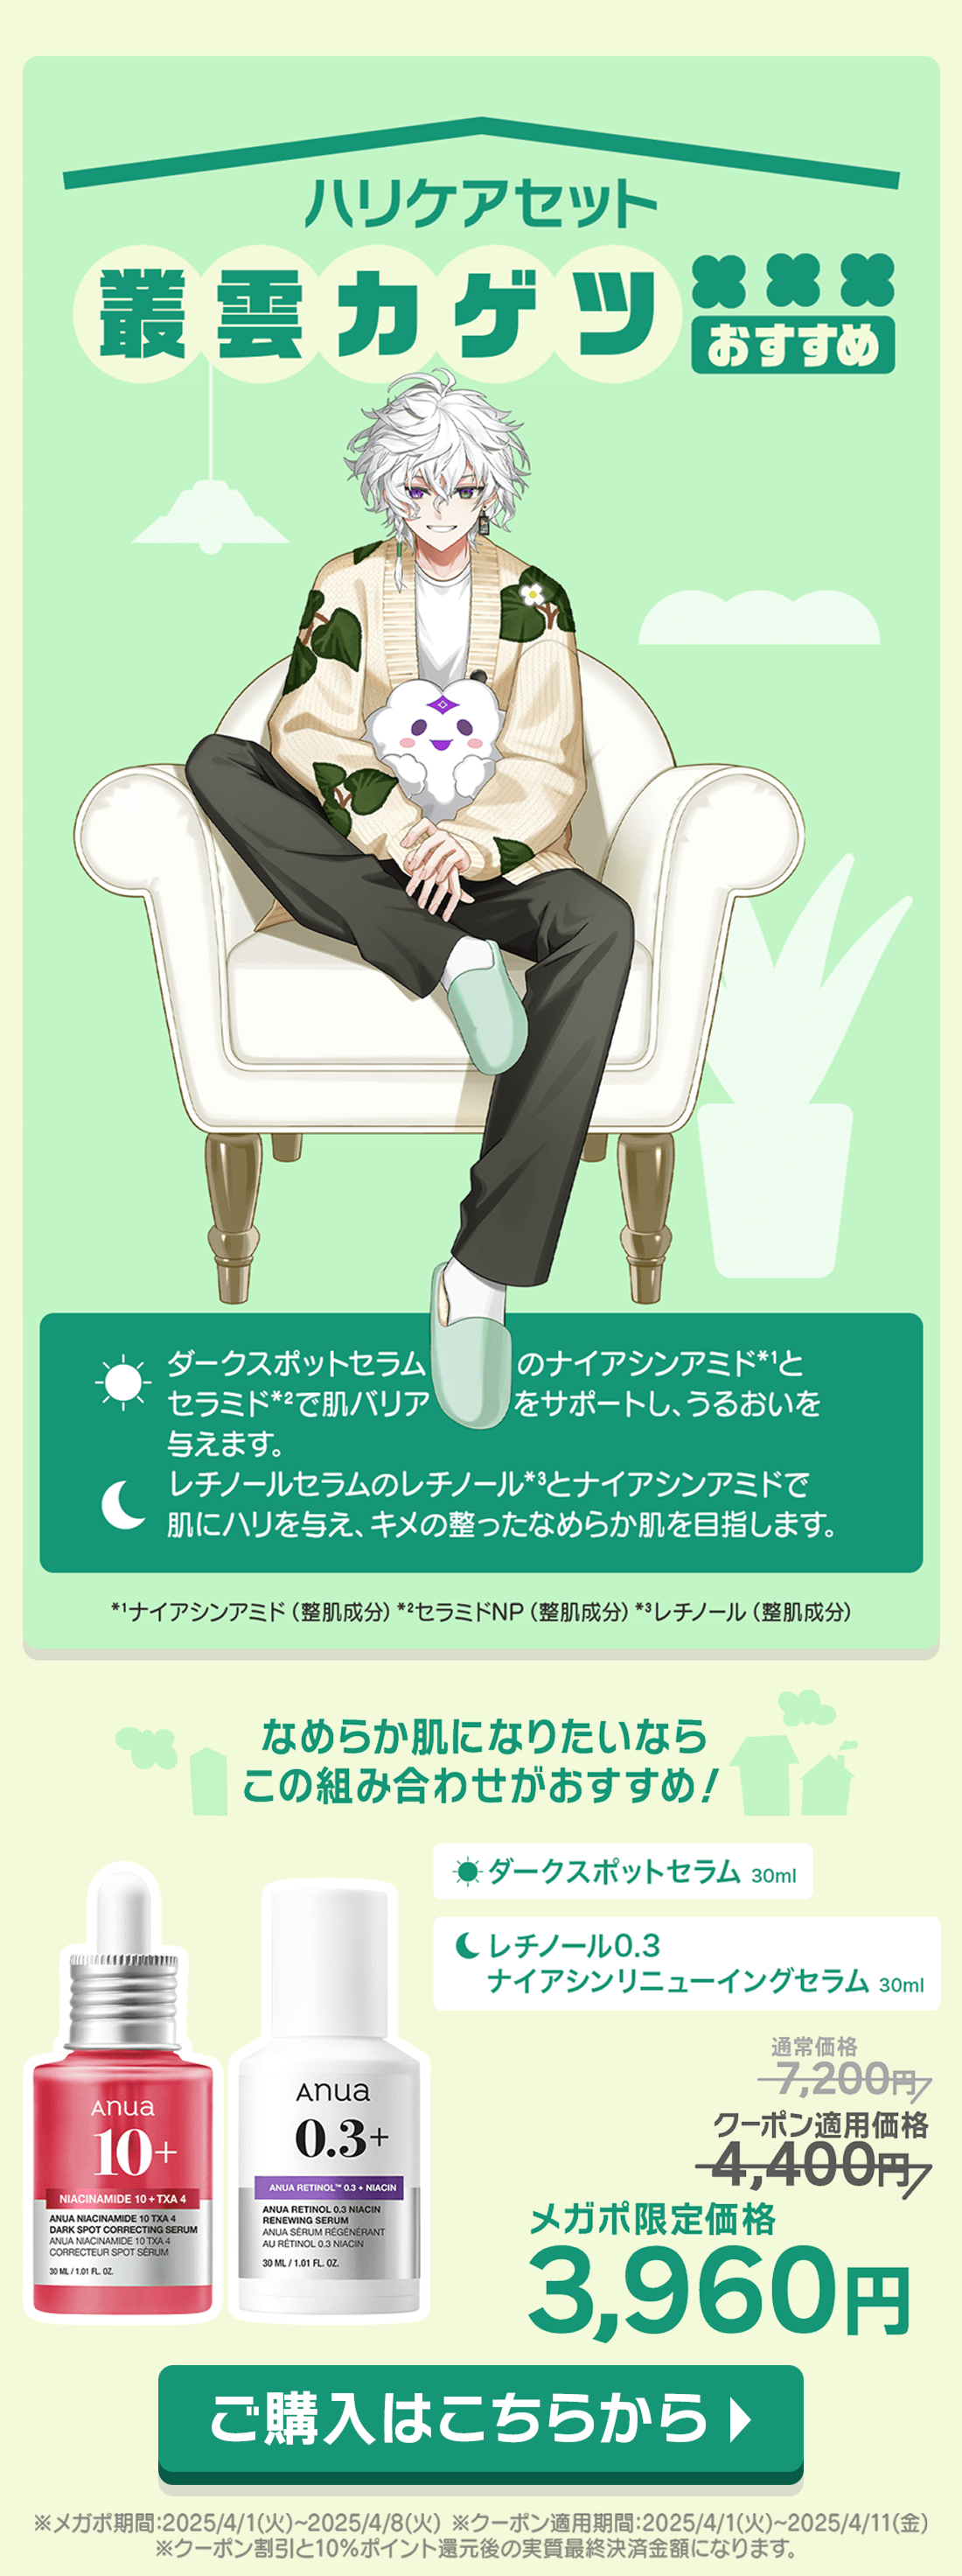 ハリケアセット
叢雲カゲツ
おすすめ
ダークスポットセラムのナイアシンアミド*1と
セラミド*2で肌バリアをサポートし、うるおいを
与えます。
レチノールセラムのレチノール*3とナイアシンアミドで
肌にハリを与え、キメの整ったなめらか肌を目指します。
*1ナイアシンアミド（整肌成分）*2セラミドNP（整肌成分）*3レチノール（整肌成分）
なめらか肌になりたいなら
この組み合わせがおすすめ!
ダークスポットセラム 30ml
レチノール0.3
ナイアシンリニューイングセラム 30ml
Anua
10+
NIACINAMIDE 10 + TXA 4
ANUA NIACINAMIDE 10 TXA 4
DARK SPOT CORRECTING SERUM
ANUA NIACINAMIDE 10 TXA 4
CORRECTEUR SPOT SÉRUM
30 ML / 1.01 FL. OZ.
Anua
0.3+
ANUA RETINOL™ 0.3 + NIACIN
ANUA RETINOL 0.3 NIACIN
RENEWING SERUM
ANUA SÉRUM RÉGÉNÉRANT
AU RÉTINOL 0.3 NIACIN
30 ML / 1.01 FL. OZ.
通常価格
7,200円
クーポン適用価格
4,400円
メガポ限定価格
3,960円
ご購入はこちらから
※メガポ期間:2025/4/1(火)~2025/4/8(火) ※クーポン適用期間:2025/4/1(火)~2025/4/11(金)
※クーポン割引と10%ポイント還元後の実質最終決済金額になります。